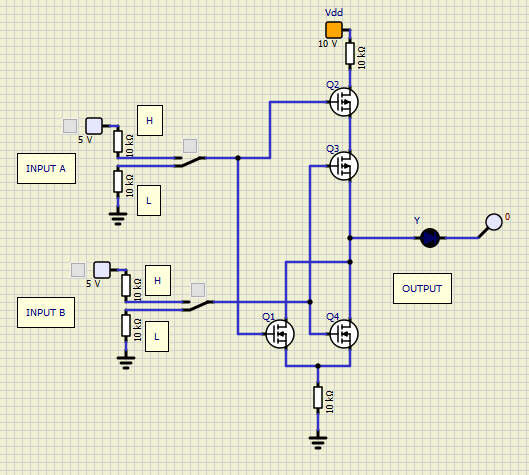 Vdd
10 V
10 kΩ
Q2
H
5 V
10 kΩ
Q3
INPUT A
10 kΩ
L
Y
0
H
5 V
10 kΩ
OUTPUT
INPUT B
Q1
Q4
10 kΩ
L
10 kΩ